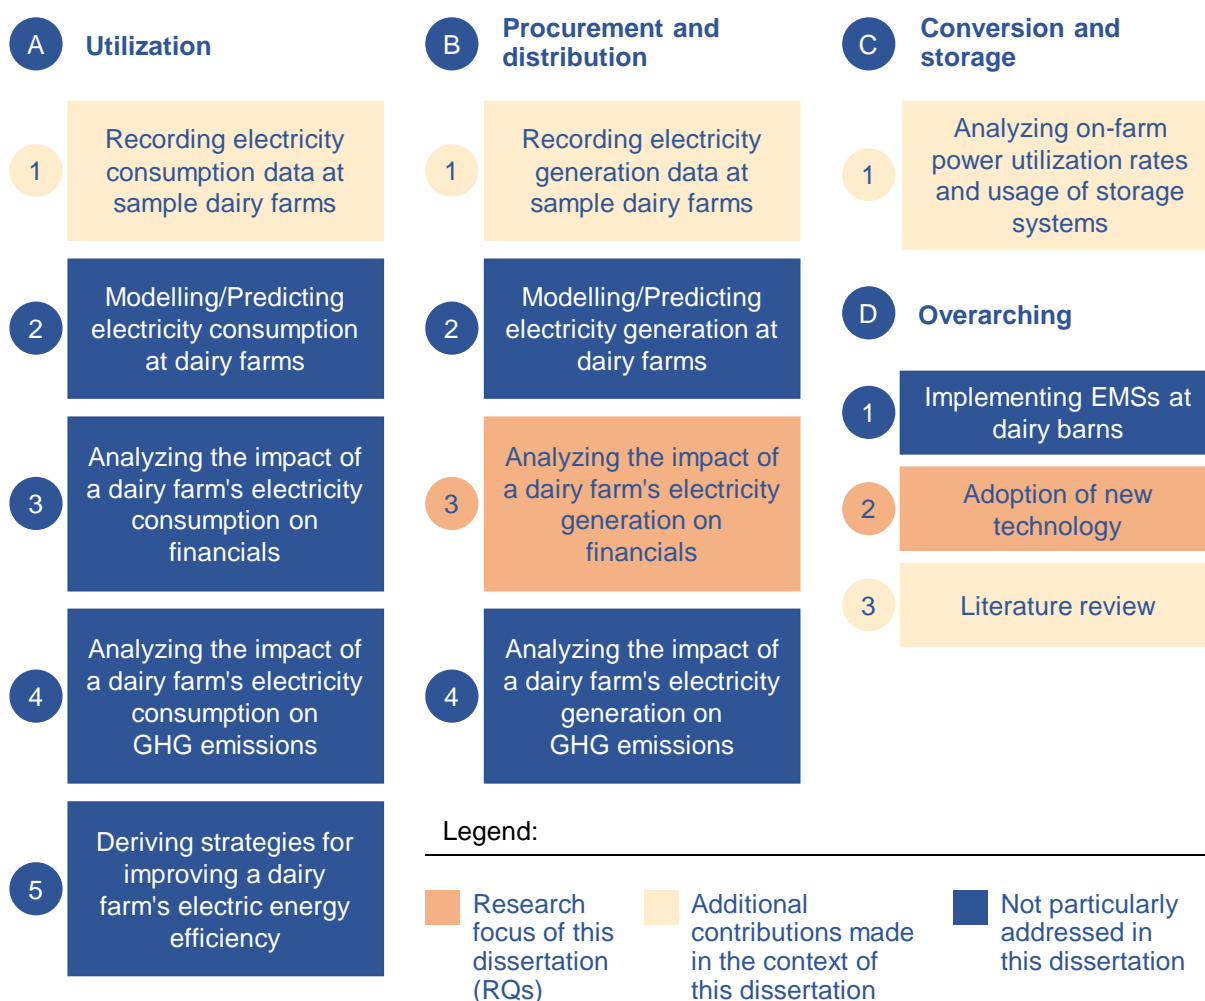 A
Utilization
1
Recording electricity
consumption data at
sample dairy farms
2
Modelling/Predicting
electricity consumption
at dairy farms
3
Analyzing the impact of
a dairy farm's electricity
consumption on
financials
4
Analyzing the impact of
a dairy farm's electricity
consumption on
GHG emissions
5
Deriving strategies for
improving a dairy
farm's electric energy
efficiency
B
Procurement and
distribution
1
Recording electricity
generation data at
sample dairy farms
2
Modelling/Predicting
electricity generation at
dairy farms
3
Analyzing the impact of
a dairy farm's electricity
generation on
financials
4
Analyzing the impact of
a dairy farm's electricity
generation on
GHG emissions
C
Conversion and
storage
1
Analyzing on-farm
power utilization rates
and usage of storage
systems
D
Overarching
1
Implementing EMSs at
dairy barns
2
Adoption of new
technology
3
Literature review
Legend:
Research
focus of this
dissertation
(RQs)
Additional
contributions made
in the context of
this dissertation
Not particularly
addressed in
this dissertation